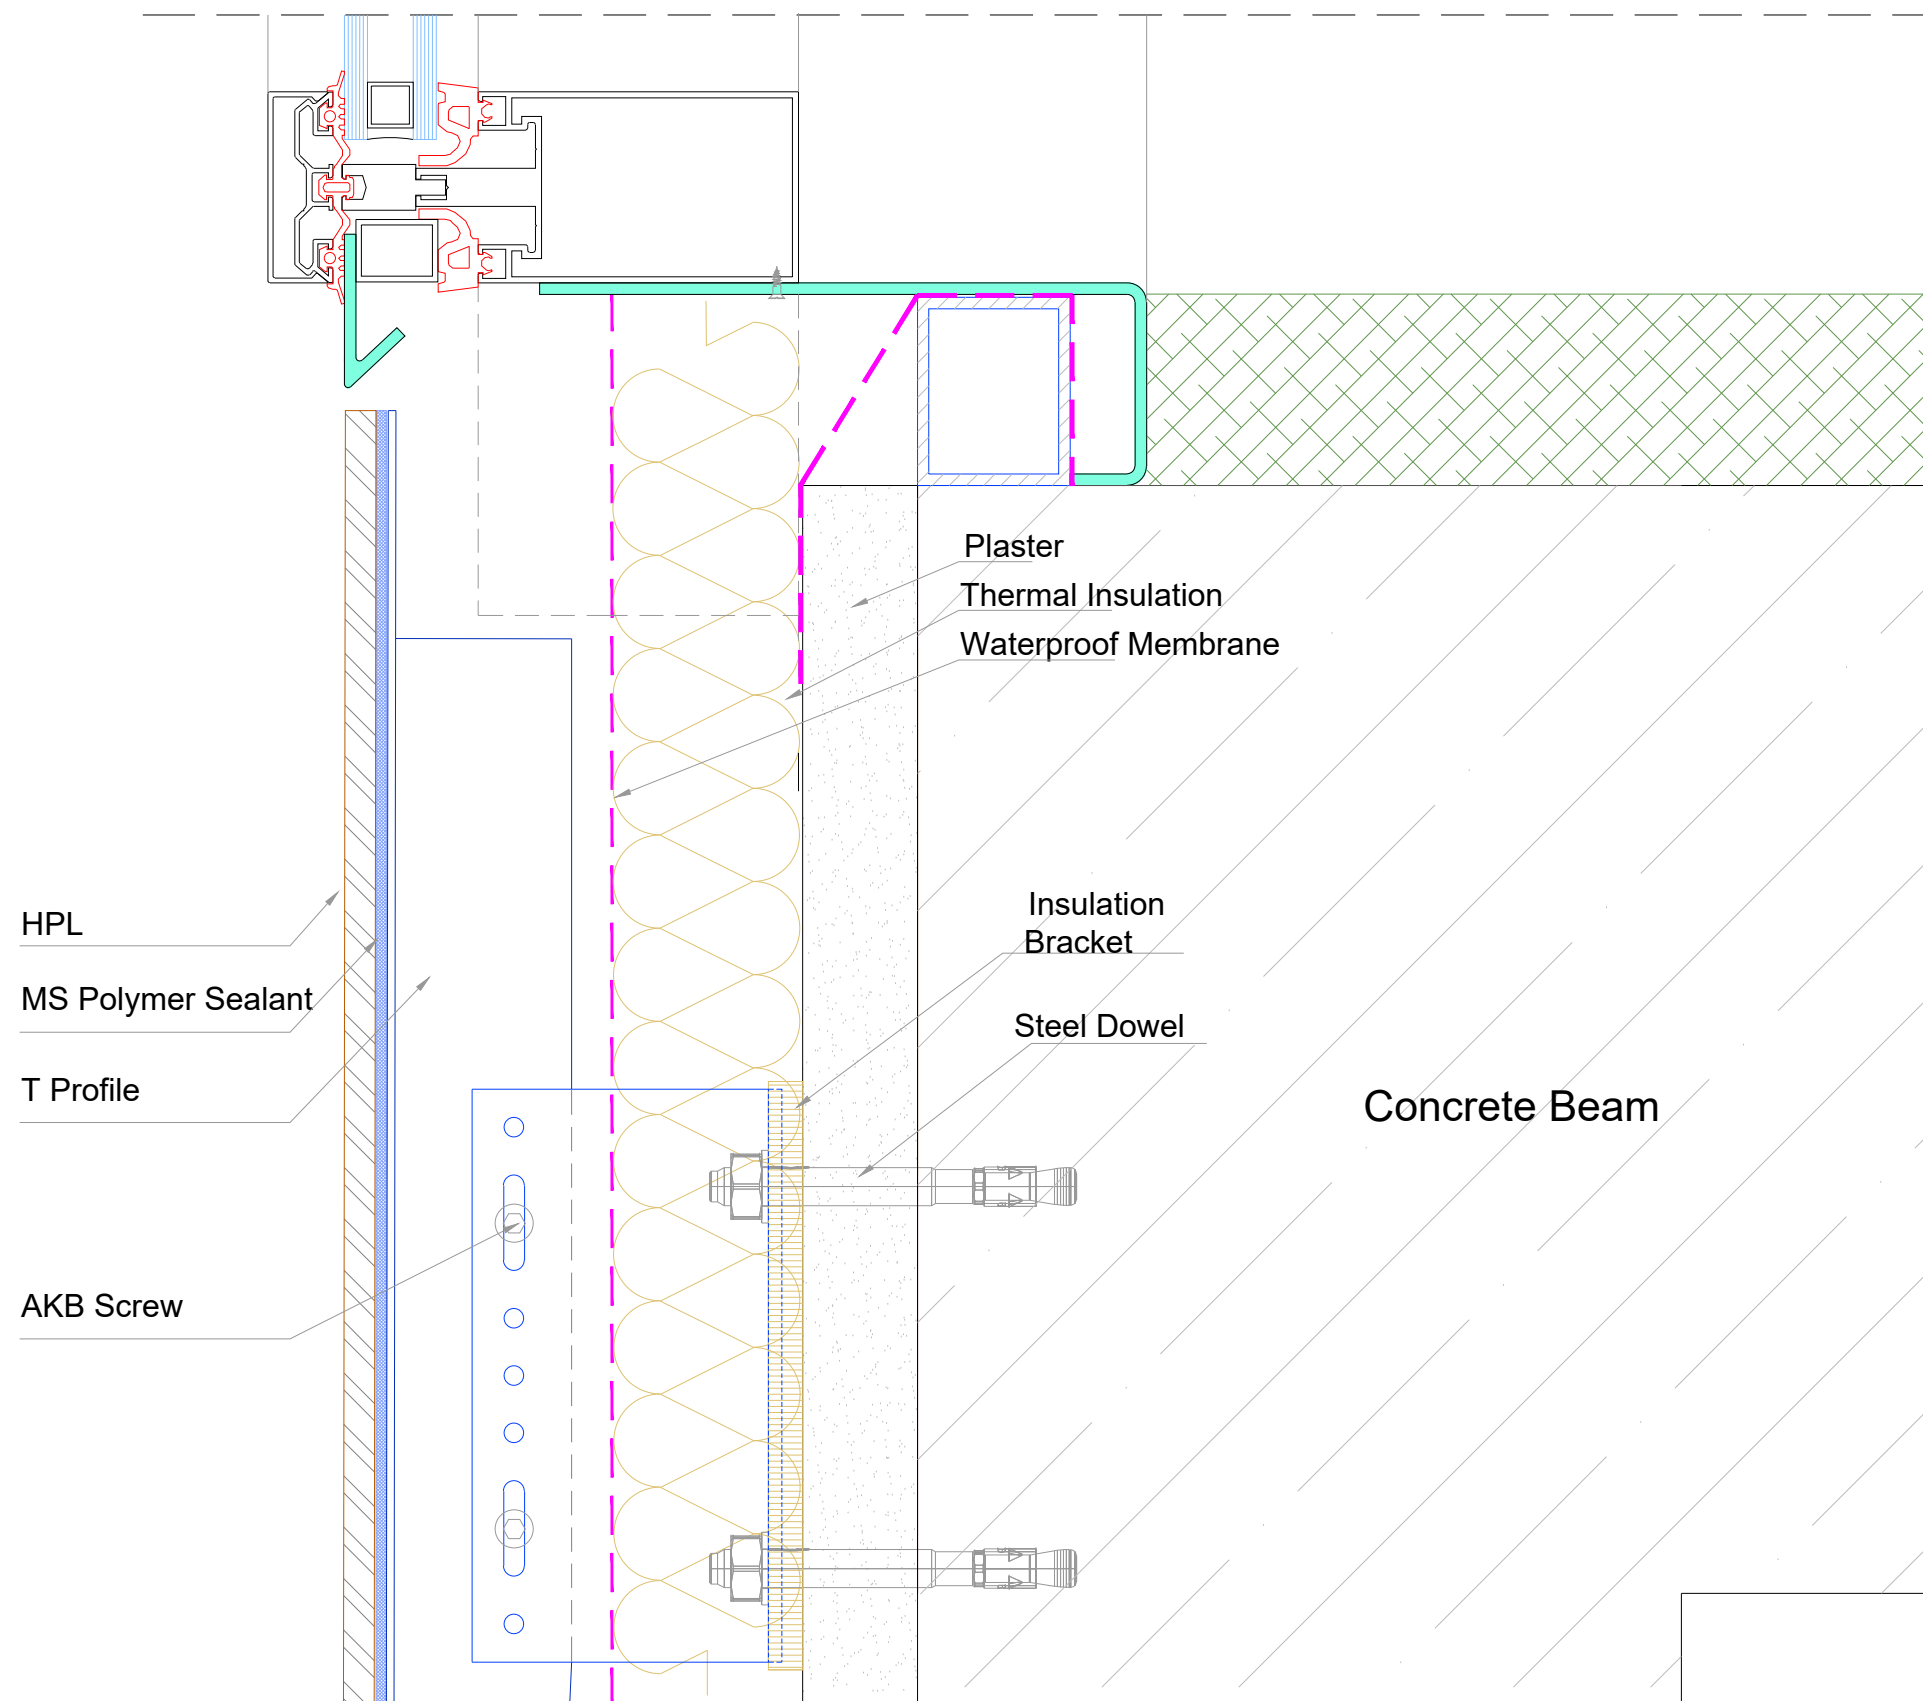 Plaster
Thermal Insulation
Waterproof Membrane
Insulation
Bracket
HPL
MS Polymer Sealant
Steel Dowel
T Profile
Concrete Beam
AKB Screw